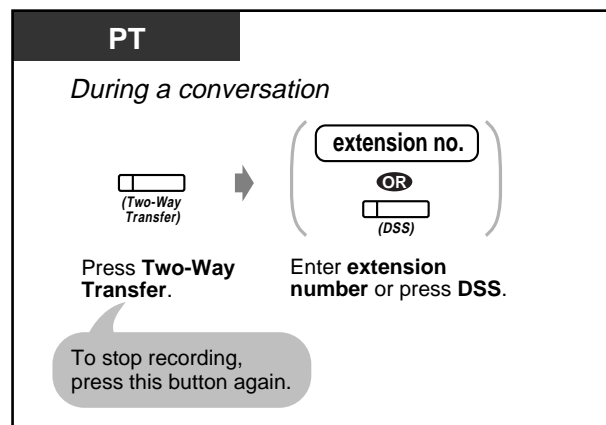 PT
During a conversation
extension no.
OR
(Two-Way
Transfer)
(DSS)
Press Two-Way
Transfer.
Enter extension
number or press DSS.
To stop recording,
press this button again.